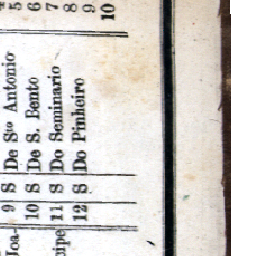 5
6
7
8
9
10
9 S De Sto Antonio
10 S De S. Bento
11 S Do Seminario
12 S Do Pinheiro
Joa-
cipe